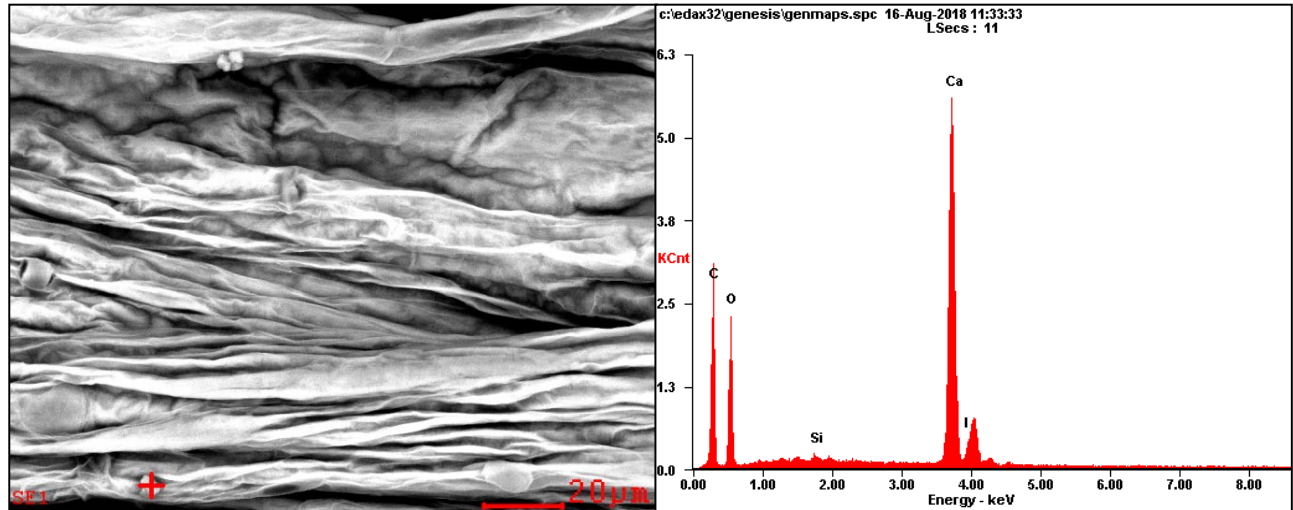 SE1
20µm
c:\edax32\genesis\genmaps.spc 16-Aug-2018 11:33:33
LSecs : 11
6.3
5.0
3.8
KCnt
2.5
1.3
0.0
C
O
Si
Ca
I
0.00 1.00 2.00 3.00 4.00 5.00 6.00 7.00 8.00
Energy - keV